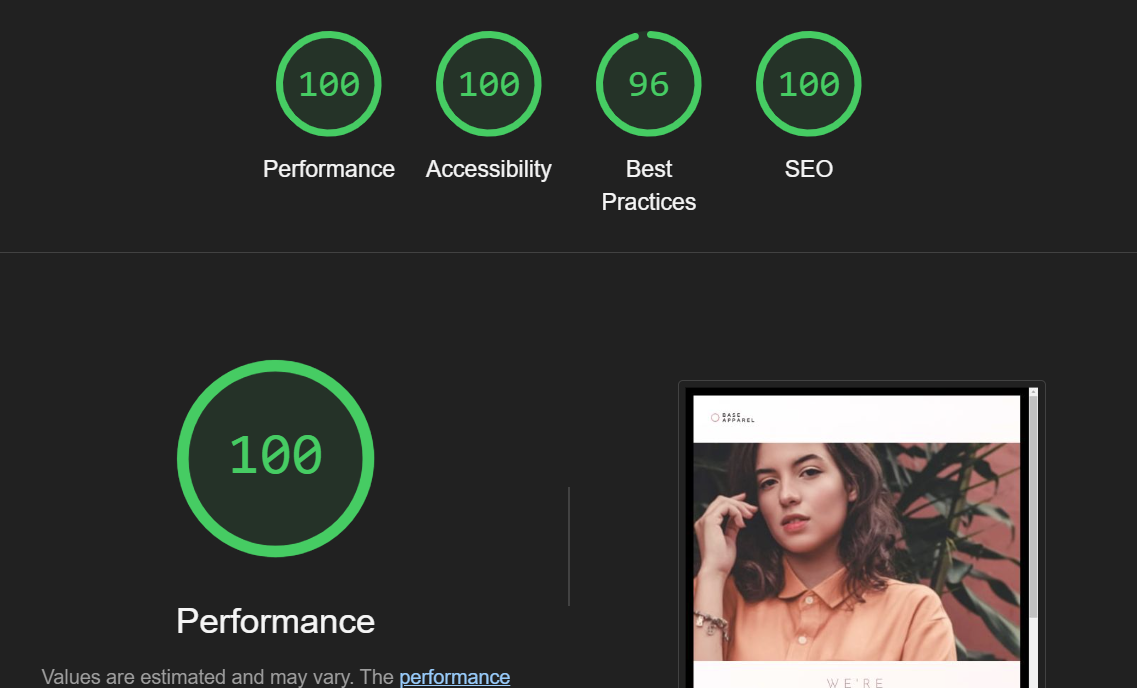 100
100
96
100
Performance
Accessibility
Best
Practices
SEO
100
Performance
Values are estimated and may vary. The performance
BASE
APPAREL
WE'RE